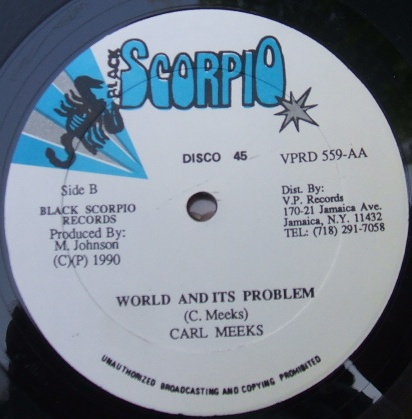 BLACK
SCORPIO
DISCO 45
VPRD 559-AA
Side B
BLACK SCORPIO
RECORDS
Produced By:
M. Johnson
(C)(P) 1990
Dist. By:
V.P. Records
170-21 Jamaica Ave.
Jamaica, N.Y. 11432
TEL: (718) 291-7058
WORLD AND ITS PROBLEM
(C. Meeks)
CARL MEEKS
UNAUTHORIZED BROADCASTING AND COPYING PROHIBITED